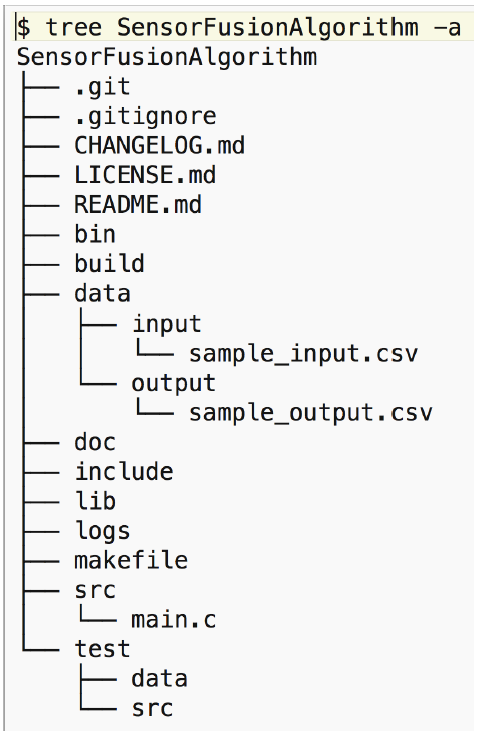 $ tree SensorFusionAlgorithm -a
SensorFusionAlgorithm
├── .git
├── .gitignore
├── CHANGELOG.md
├── LICENSE.md
├── README.md
├── bin
├── build
├── data
│   ├── input
│   │   └── sample_input.csv
│   └── output
│       └── sample_output.csv
├── doc
├── include
├── lib
├── logs
├── makefile
├── src
│   └── main.c
└── test
    ├── data
    └── src